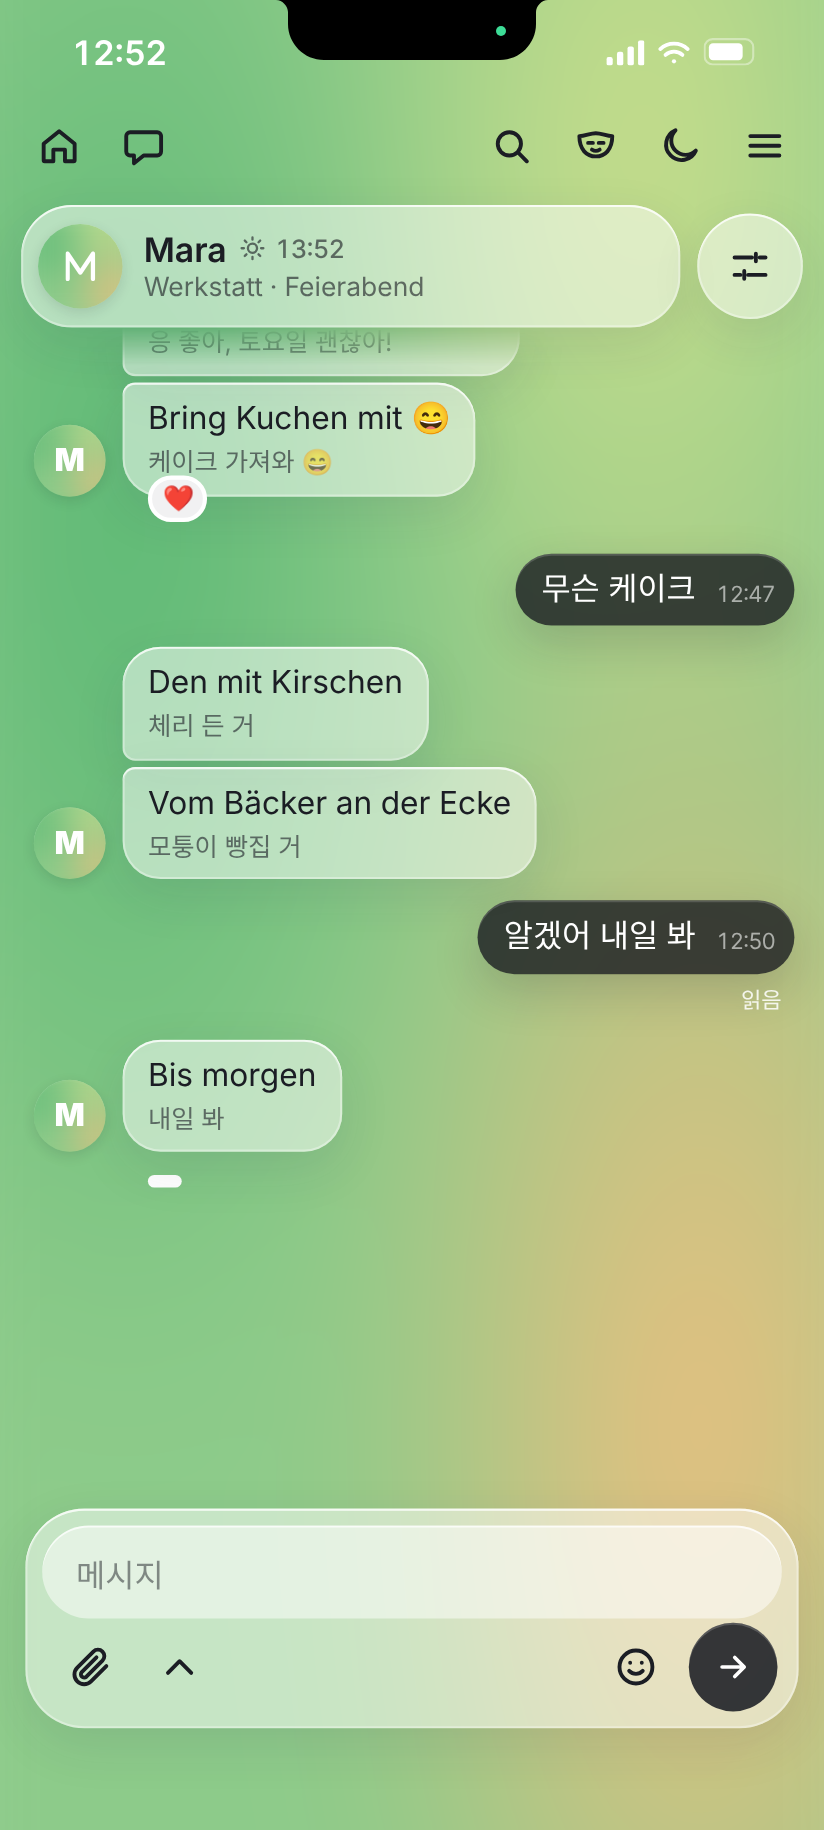 12:52
M
Mara 13:52
Werkstatt · Feierabend
응 좋아, 토요일 괜찮아!
Bring Kuchen mit 😄
케이크 가져와 😄
M
❤️
무슨 케이크 12:47
Den mit Kirschen
체리 든 거
Vom Bäcker an der Ecke
모퉁이 빵집 거
M
알겠어 내일 봐 12:50
읽음
Bis morgen
내일 봐
M
메시지